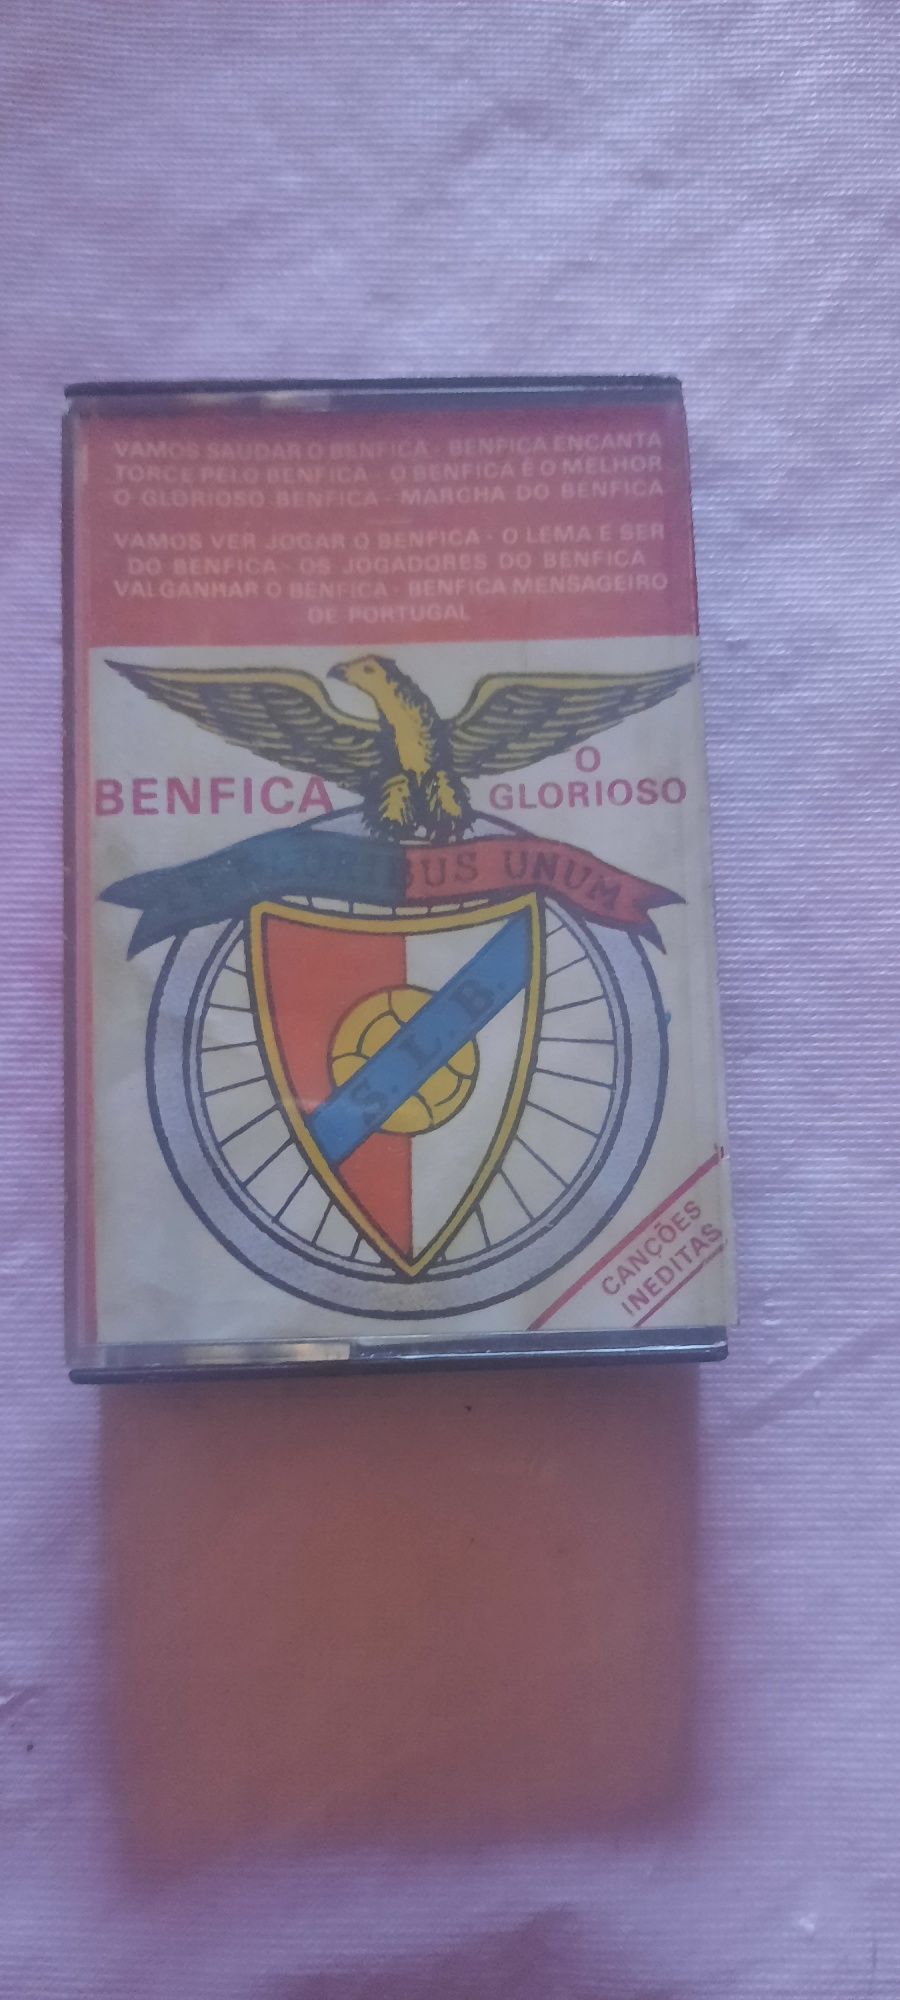 VAMOS SAUDAR O BENFICA - BENFICA ENCANTA
TORCE PELO BENFICA - O BENFICA É O MELHOR
O GLORIOSO BENFICA - MARCHA DO BENFICA
VAMOS VER JOGAR O BENFICA - O LEMA E SER
DO BENFICA - OS JOGADORES DO BENFICA
VAI GANHAR O BENFICA - BENFICA MENSAGEIRO
DE PORTUGAL
BENFICA
O
GLORIOSO
PLURIBUS UNUM
S. L. B.
CANÇÕES
INEDITAS